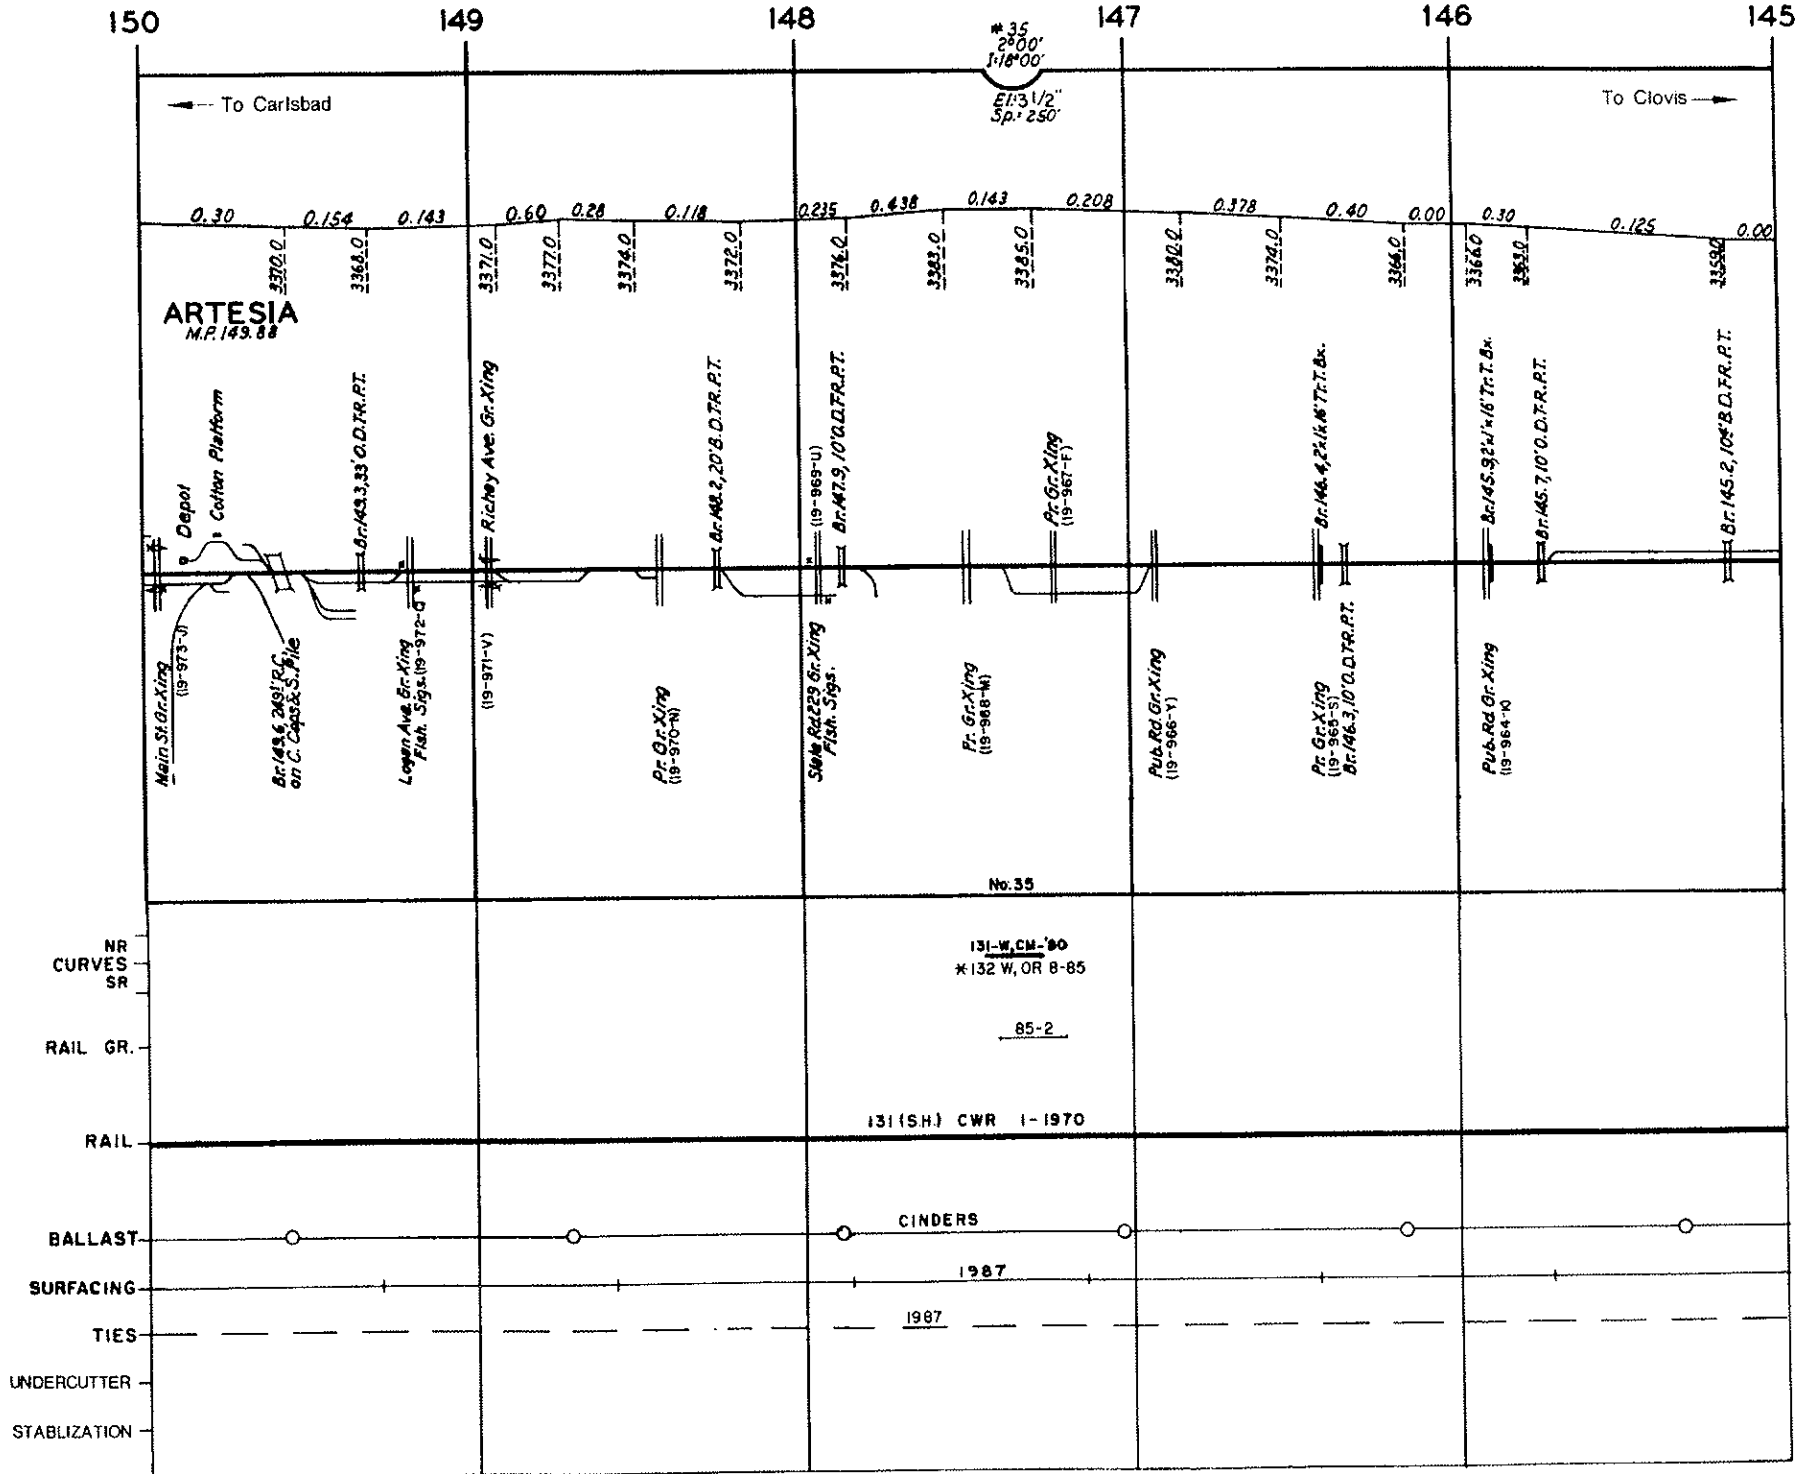 150 149 148 147 146 145
#35
2°00'
I=18°00'
← To Carlsbad
El=3 1/2"
Sp.=250'
To Clovis →
0.30 0.154 0.143 0.60 0.28 0.118 0.235 0.438 0.143 0.208 0.378 0.40 0.00 0.30 0.125 0.00
3370.0 3368.0 3371.0 3377.0 3374.0 3372.0 3376.0 3383.0 3385.0 3380.0 3374.0 3366.0 3366.0 3363.0 3359.0
ARTESIA
M.P. 149.88
Depot
Cotton Platform
Br. 149.3, 33' O.D.T-R.P.T.
Richey Ave. Gr. Xing
Br. 148.2, 20' B.D.T-R.P.T.
(19-969-U)
Br. 147.9, 10' O.D.T-R.P.T.
Pr. Gr. Xing
(19-967-F)
Br. 146.4, 2'x1'x16' Tr. T. Bx.
Br. 145.9, 2'x1'x16' Tr. T. Bx.
Br. 145.7, 10' O.D.T-R.P.T.
Br. 145.2, B.D.T-R.P.T.
Main St. Gr. Xing
(19-973-J)
Br. 149.6, R.C.
on C. Caps & S. Pile
Logan Ave. Gr. Xing
Flsh. Sigs. (19-972-C)
(19-971-V)
Pr. Gr. Xing
(19-970-N)
State Rd. 229 Gr. Xing
Flsh. Sigs.
Pr. Gr. Xing
(19-968-M)
Pub. Rd. Gr. Xing
(19-966-Y)
Pr. Gr. Xing
(19-965-S)
Br. 146.3, 10' O.D.T-R.P.T.
Pub. Rd. Gr. Xing
(19-964-K)
No. 35
NR
CURVES
SR
131-W, CM-'80
*132 W, OR 8-85
RAIL GR.
85-2
131 (S.H.) CWR 1-1970
RAIL
CINDERS
BALLAST
1987
SURFACING
1987
TIES
UNDERCUTTER
STABLIZATION